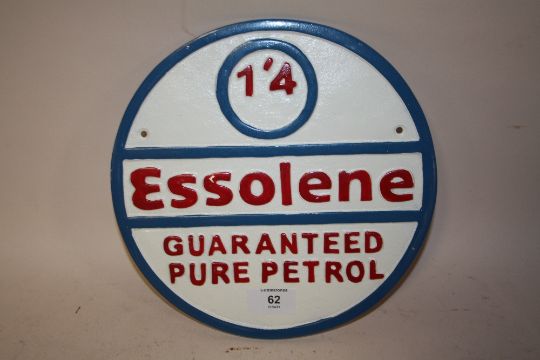 1'4
Essolene
GUARANTEED
PURE PETROL
62